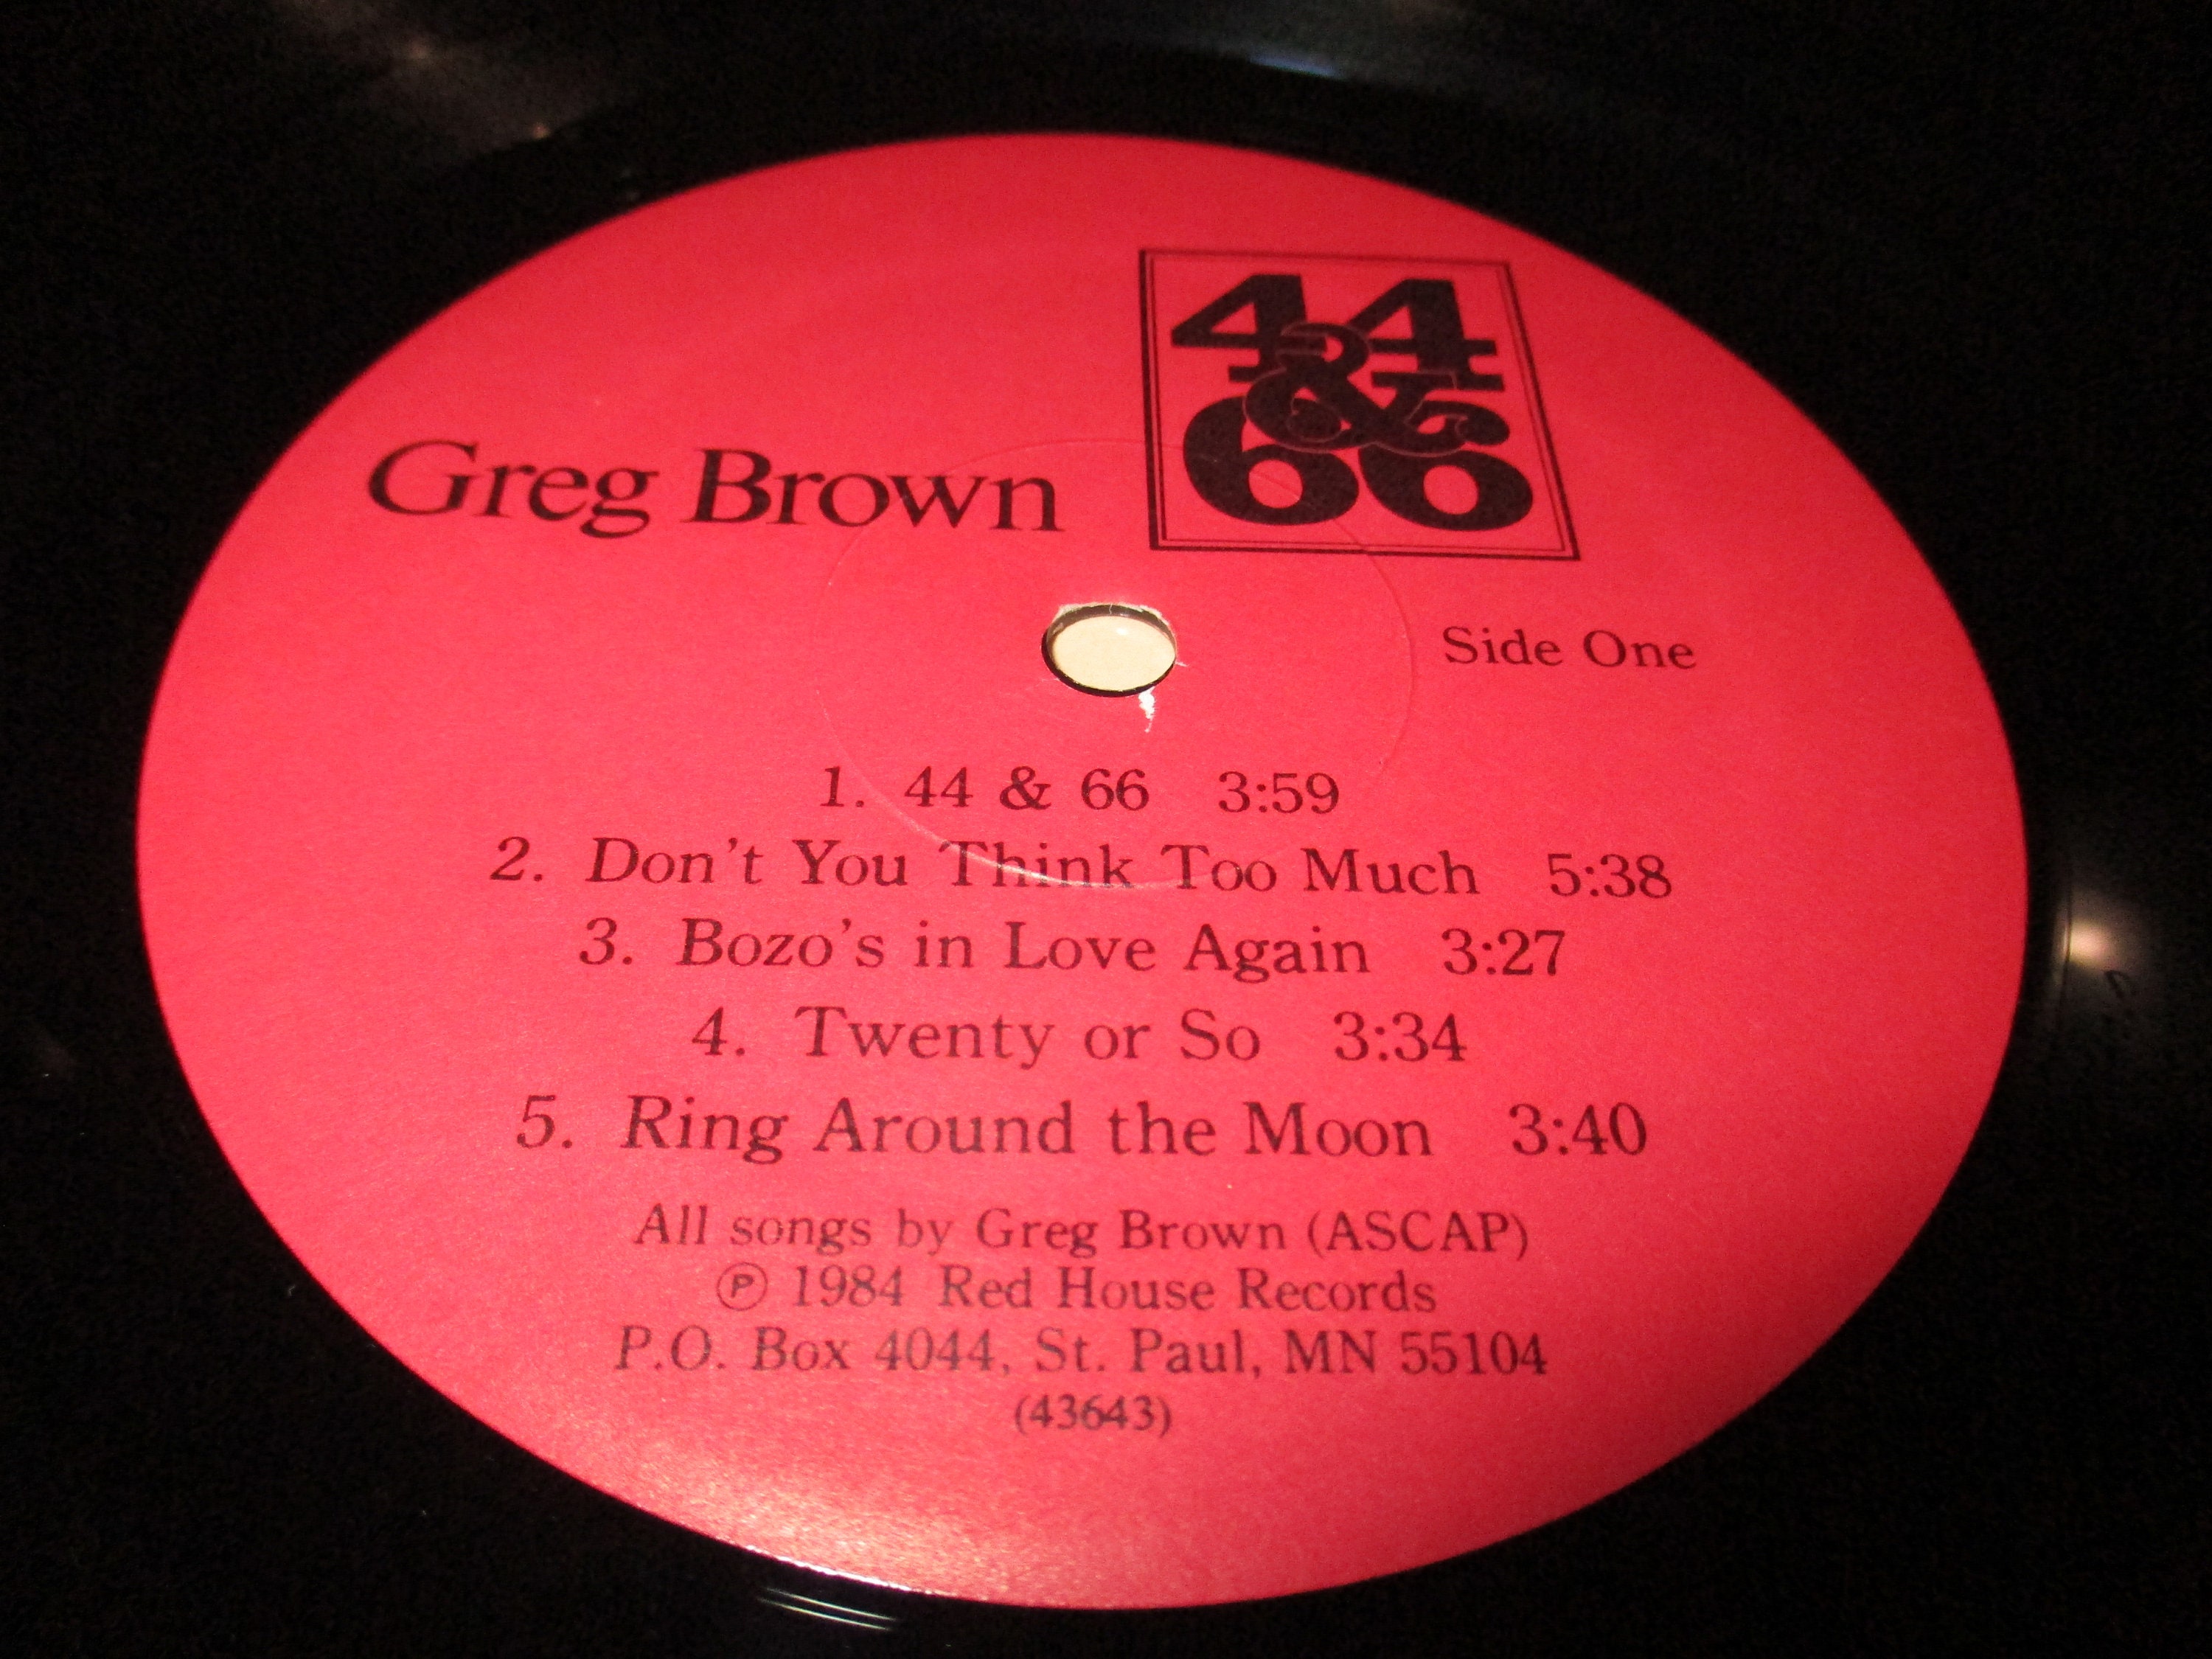 44
&
66
Greg Brown
Side One
1. 44 & 66 3:59
2. Don't You Think Too Much 5:38
3. Bozo's in Love Again 3:27
4. Twenty or So 3:34
5. Ring Around the Moon 3:40
All songs by Greg Brown (ASCAP)
Ⓟ 1984 Red House Records
P.O. Box 4044, St. Paul, MN 55104
(43643)